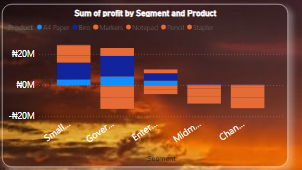 Sum of profit by Segment and Product
Product A4 Paper Biro Markers Notepad Pencil Stapler
₦20M
₦0M
-₦20M
Small... Gover... Enter... Midm... Chan...
Segment